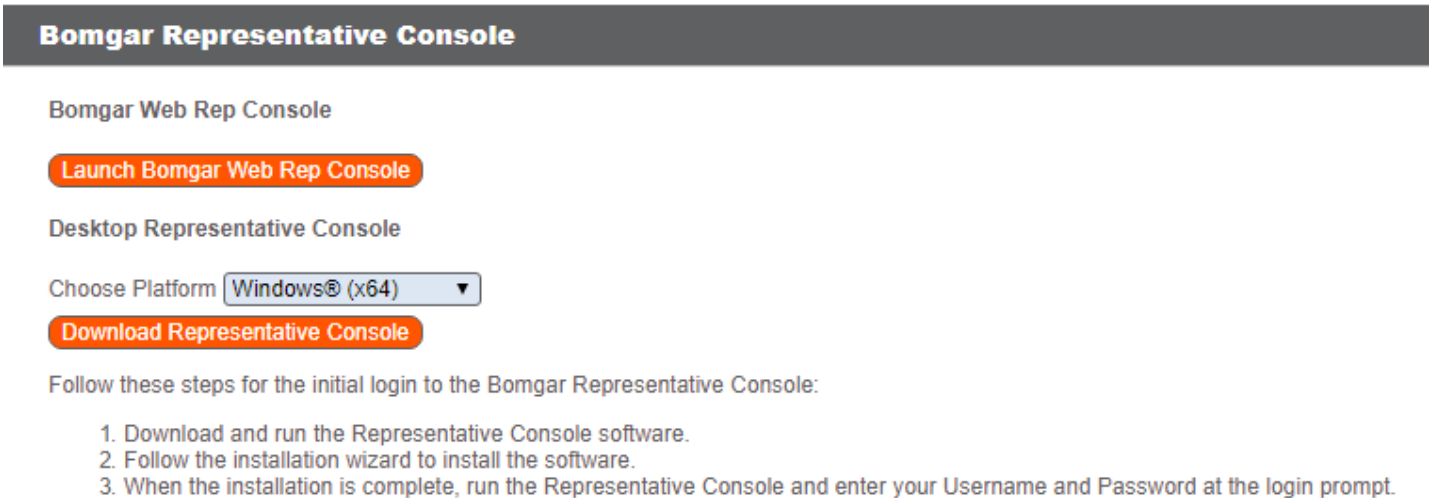 Bomgar Representative Console
Bomgar Web Rep Console
Launch Bomgar Web Rep Console
Desktop Representative Console
Choose Platform Windows® (x64)
Download Representative Console
Follow these steps for the initial login to the Bomgar Representative Console:
1. Download and run the Representative Console software.
2. Follow the installation wizard to install the software.
3. When the installation is complete, run the Representative Console and enter your Username and Password at the login prompt.